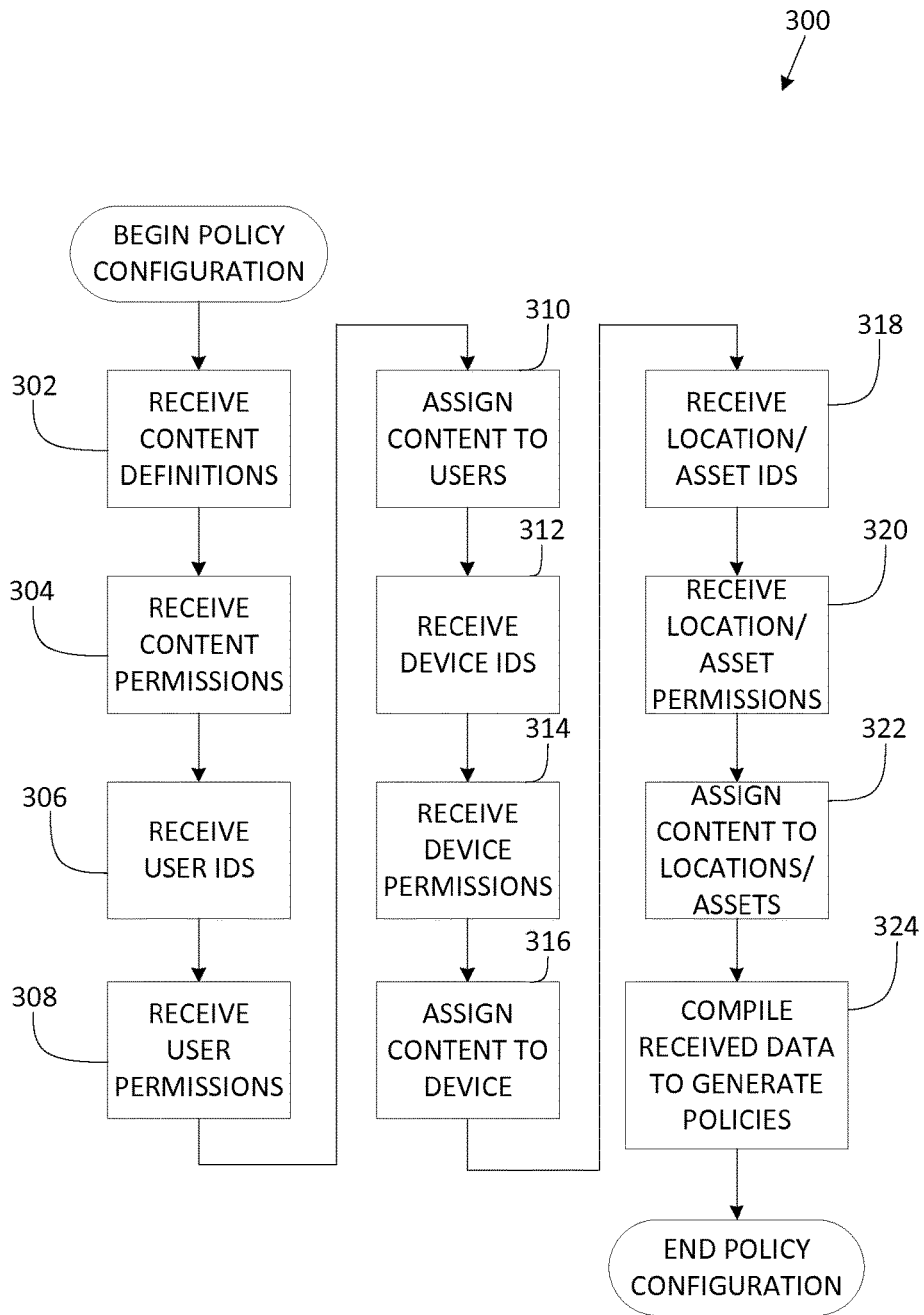 300
BEGIN POLICY
CONFIGURATION
302
RECEIVE
CONTENT
DEFINITIONS
304
RECEIVE
CONTENT
PERMISSIONS
306
RECEIVE
USER IDS
308
RECEIVE
USER
PERMISSIONS
310
ASSIGN
CONTENT TO
USERS
312
RECEIVE
DEVICE IDS
314
RECEIVE
DEVICE
PERMISSIONS
316
ASSIGN
CONTENT TO
DEVICE
318
RECEIVE
LOCATION/
ASSET IDS
320
RECEIVE
LOCATION/
ASSET
PERMISSIONS
322
ASSIGN
CONTENT TO
LOCATIONS/
ASSETS
324
COMPILE
RECEIVED DATA
TO GENERATE
POLICIES
END POLICY
CONFIGURATION